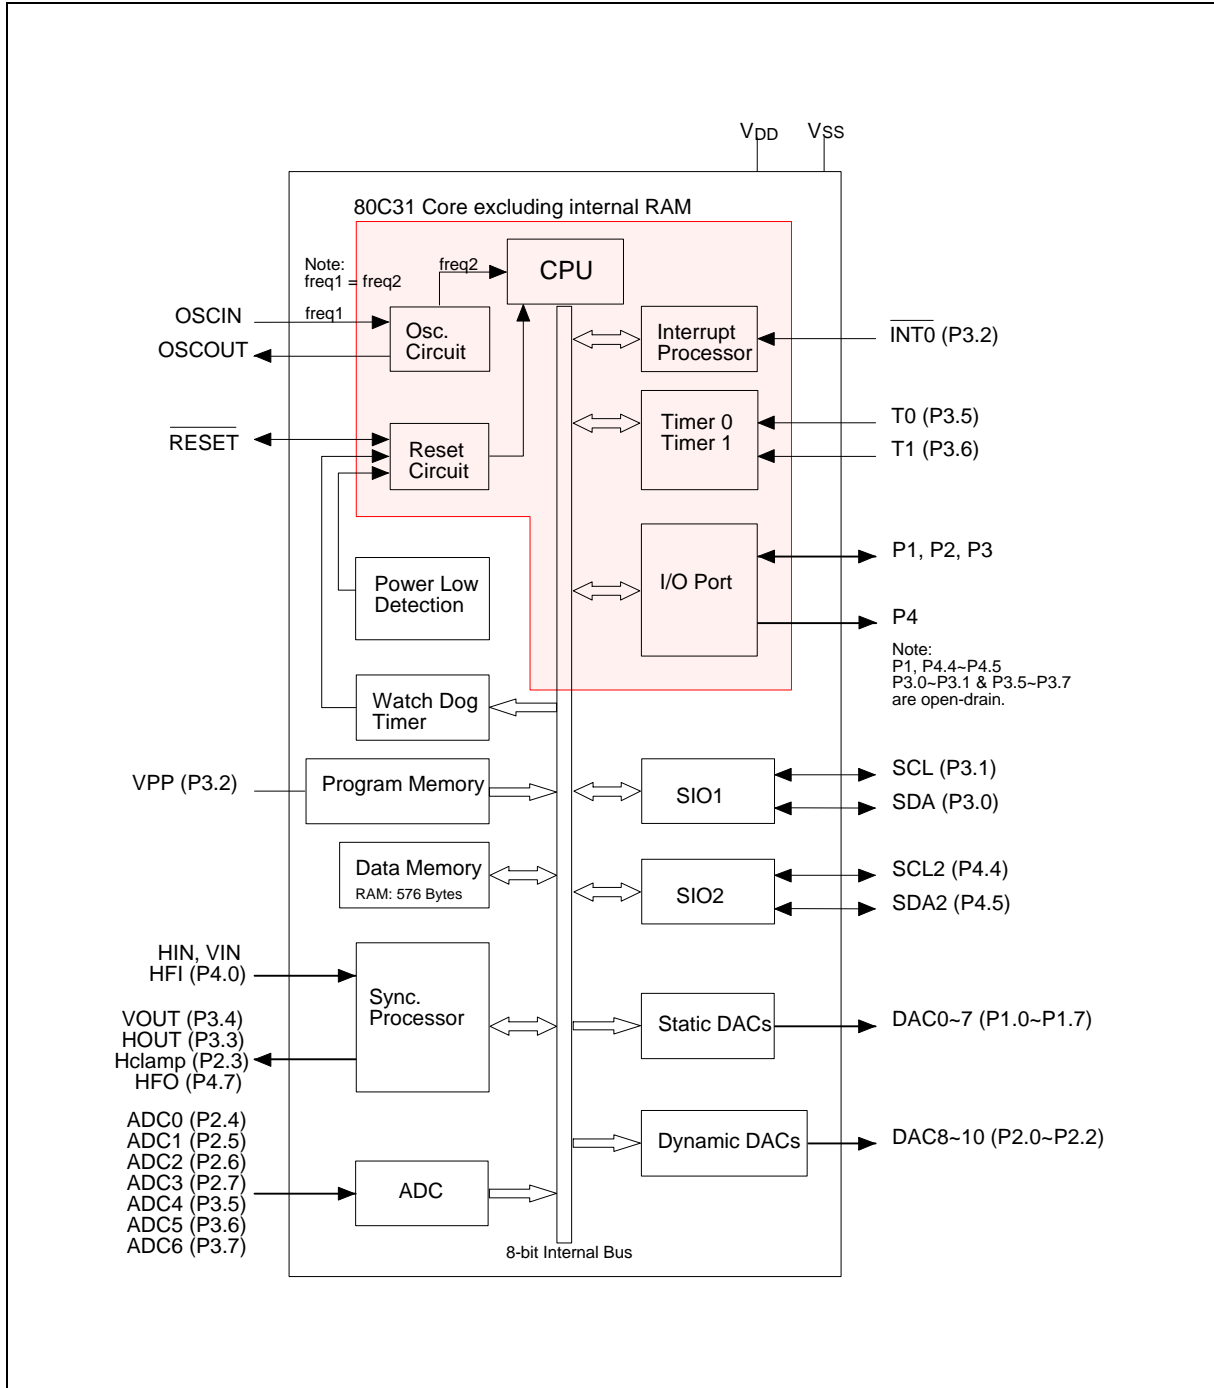 VDD VSS
80C31 Core excluding internal RAM
Note:
freq1 = freq2
freq2
CPU
OSCIN
freq1
OSCOUT
Osc.
Circuit
Interrupt
Processor
INT0 (P3.2)
RESET
Reset
Circuit
Timer 0
Timer 1
T0 (P3.5)
T1 (P3.6)
Power Low
Detection
I/O Port
P1, P2, P3
P4
Note:
P1, P4.4~P4.5
P3.0~P3.1 & P3.5~P3.7
are open-drain.
Watch Dog
Timer
VPP (P3.2)
Program Memory
SIO1
SCL (P3.1)
SDA (P3.0)
Data Memory
RAM: 576 Bytes
SIO2
SCL2 (P4.4)
SDA2 (P4.5)
HIN, VIN
HFI (P4.0)
VOUT (P3.4)
HOUT (P3.3)
Hclamp (P2.3)
HFO (P4.7)
Sync.
Processor
Static DACs
DAC0~7 (P1.0~P1.7)
ADC0 (P2.4)
ADC1 (P2.5)
ADC2 (P2.6)
ADC3 (P2.7)
ADC4 (P3.5)
ADC5 (P3.6)
ADC6 (P3.7)
ADC
Dynamic DACs
DAC8~10 (P2.0~P2.2)
8-bit Internal Bus